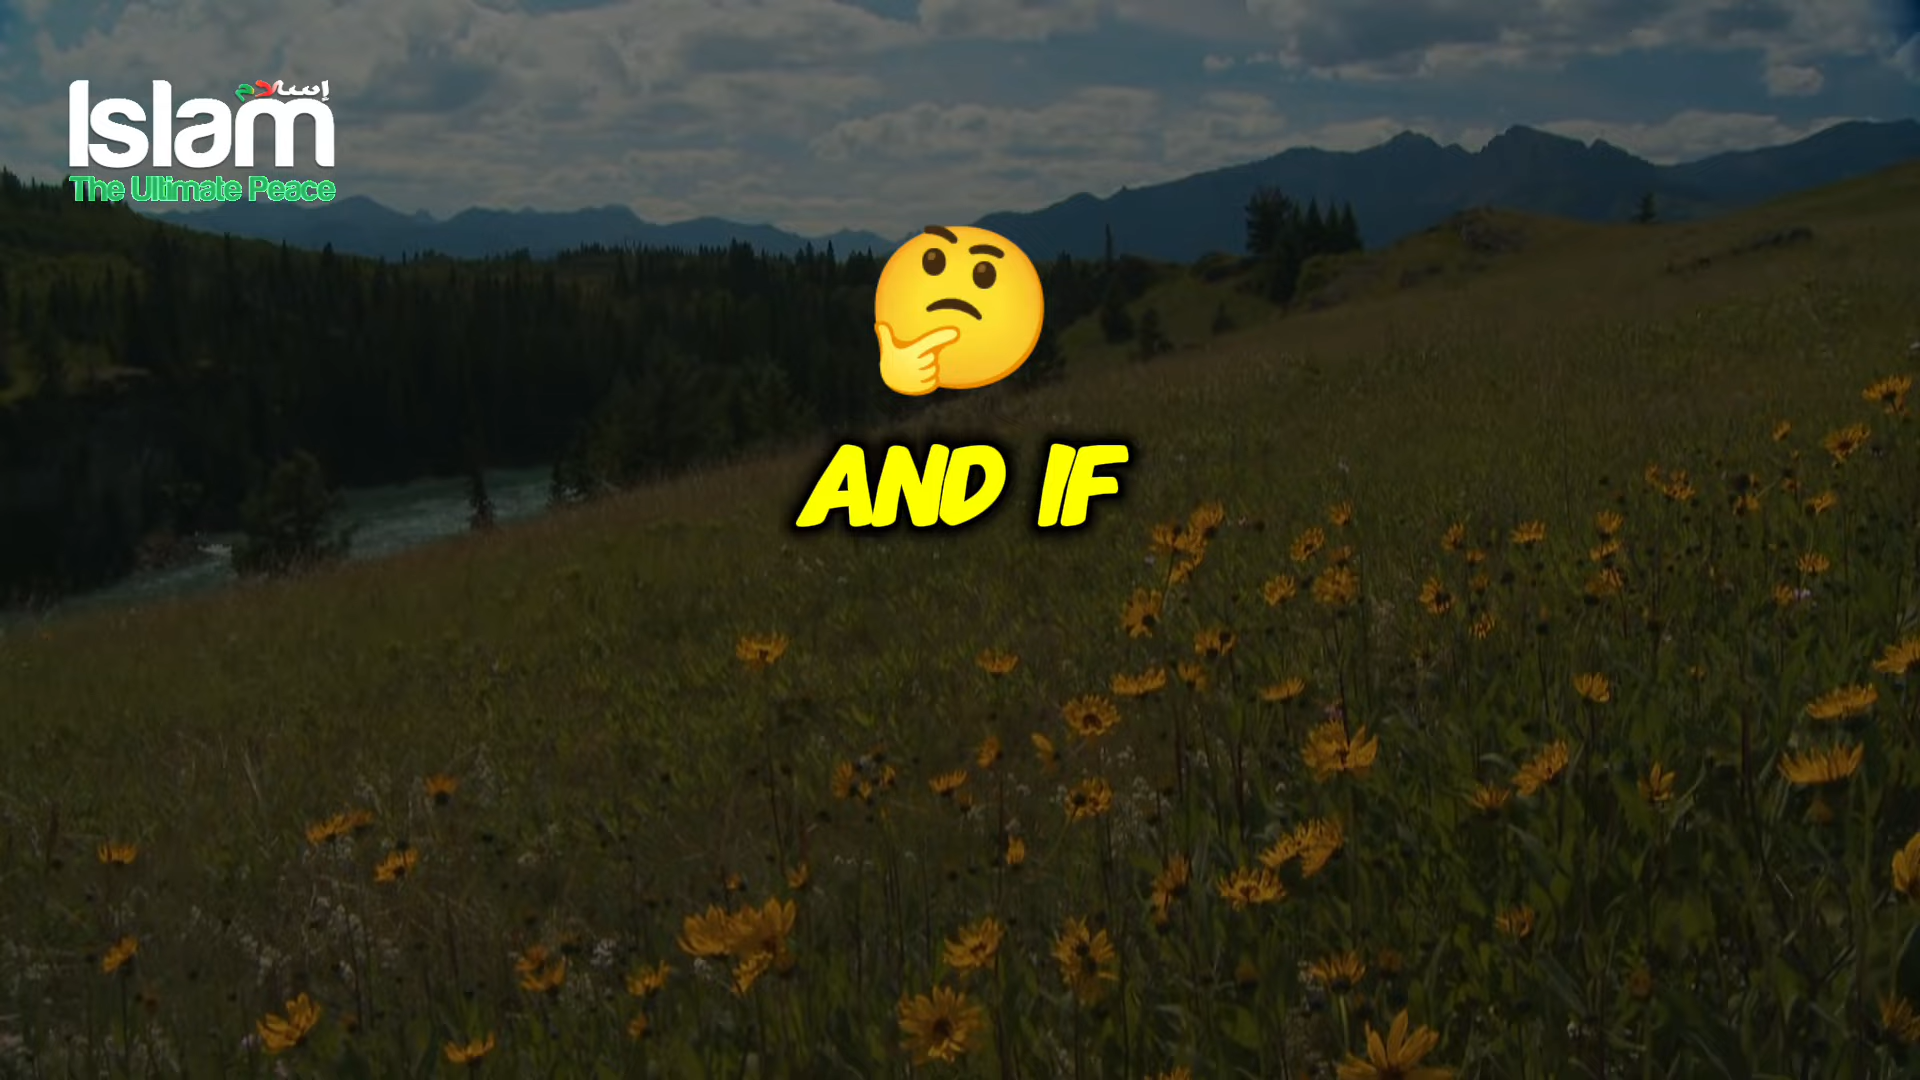 إسلام
Islam
The Ultimate Peace
AND IF